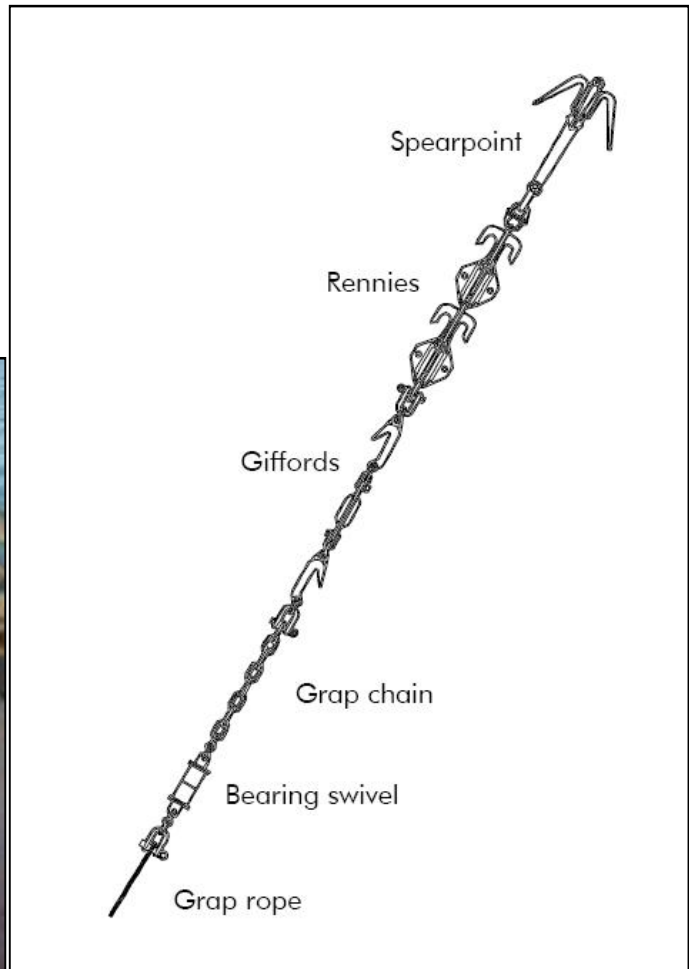 Spearpoint
Rennies
Giffords
Grap chain
Bearing swivel
Grap rope